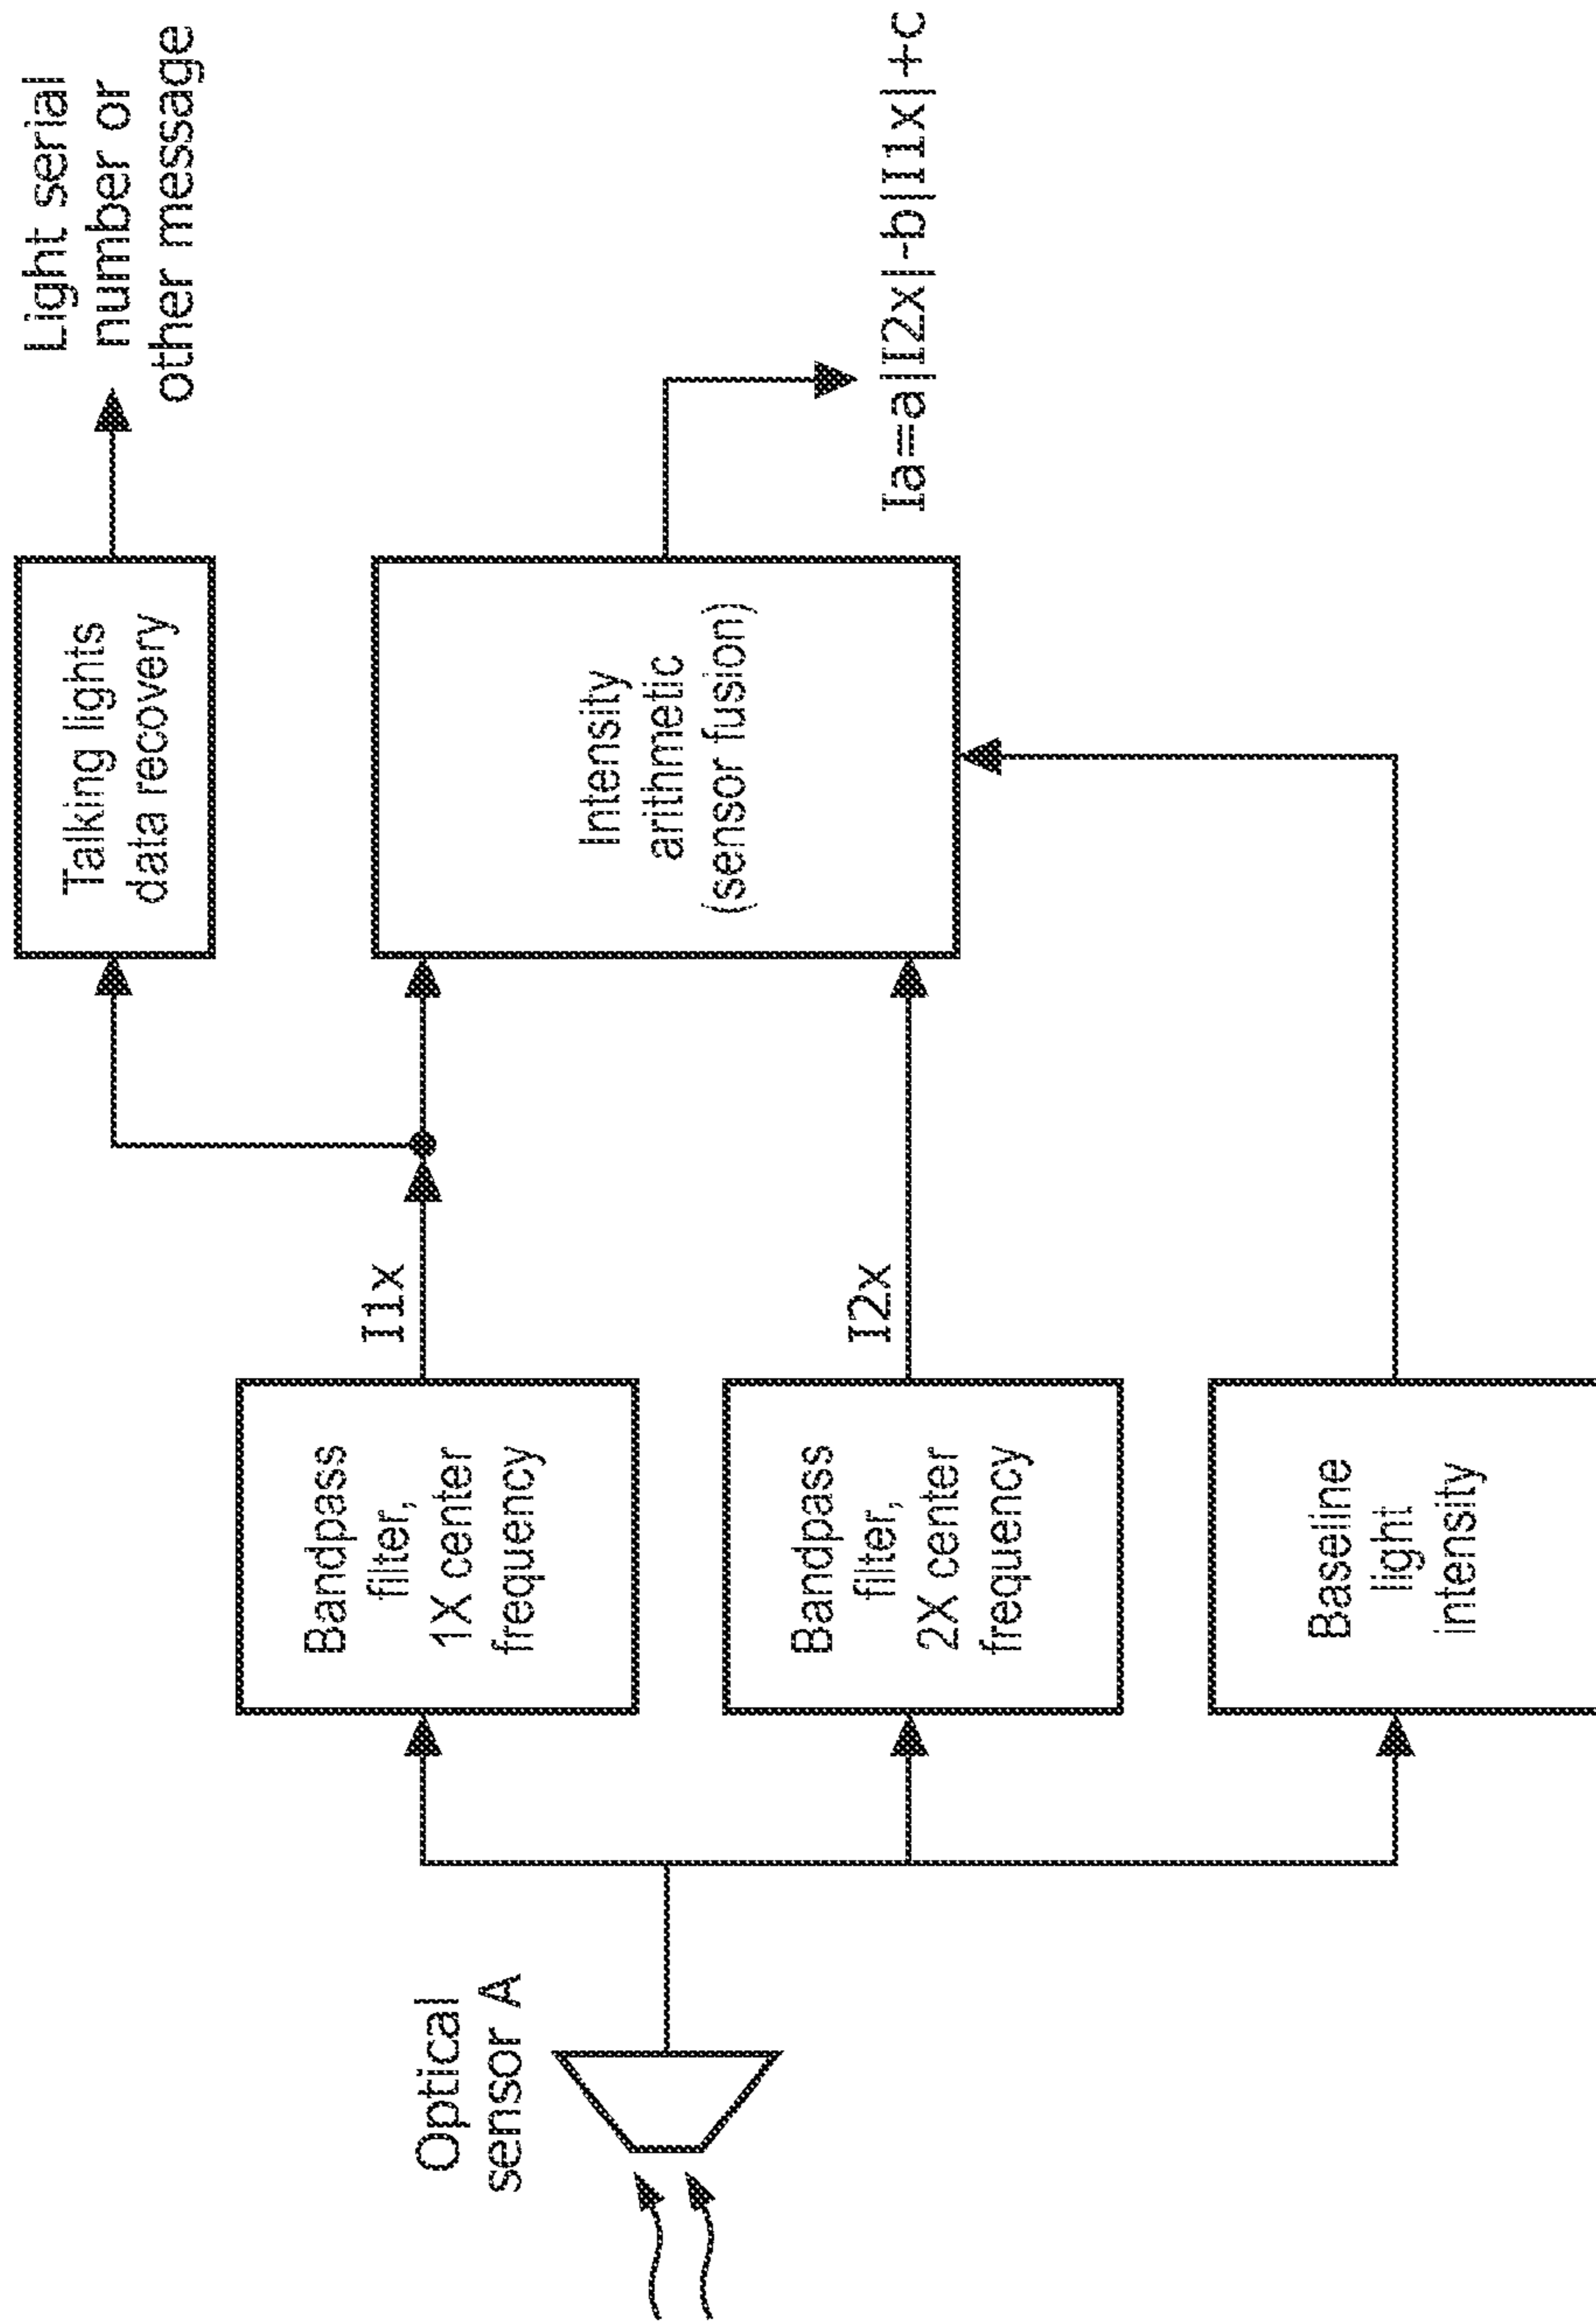 Optical
sensor A
Bandpass
filter,
1X center
frequency
Bandpass
filter,
2X center
frequency
Baseline
light
intensity
I1x
I2x
Talking lights
data recovery
Intensity
arithmetic
(sensor fusion)
Light serial
number or
other message
Ia=a|I2x|-b|I1x|+c